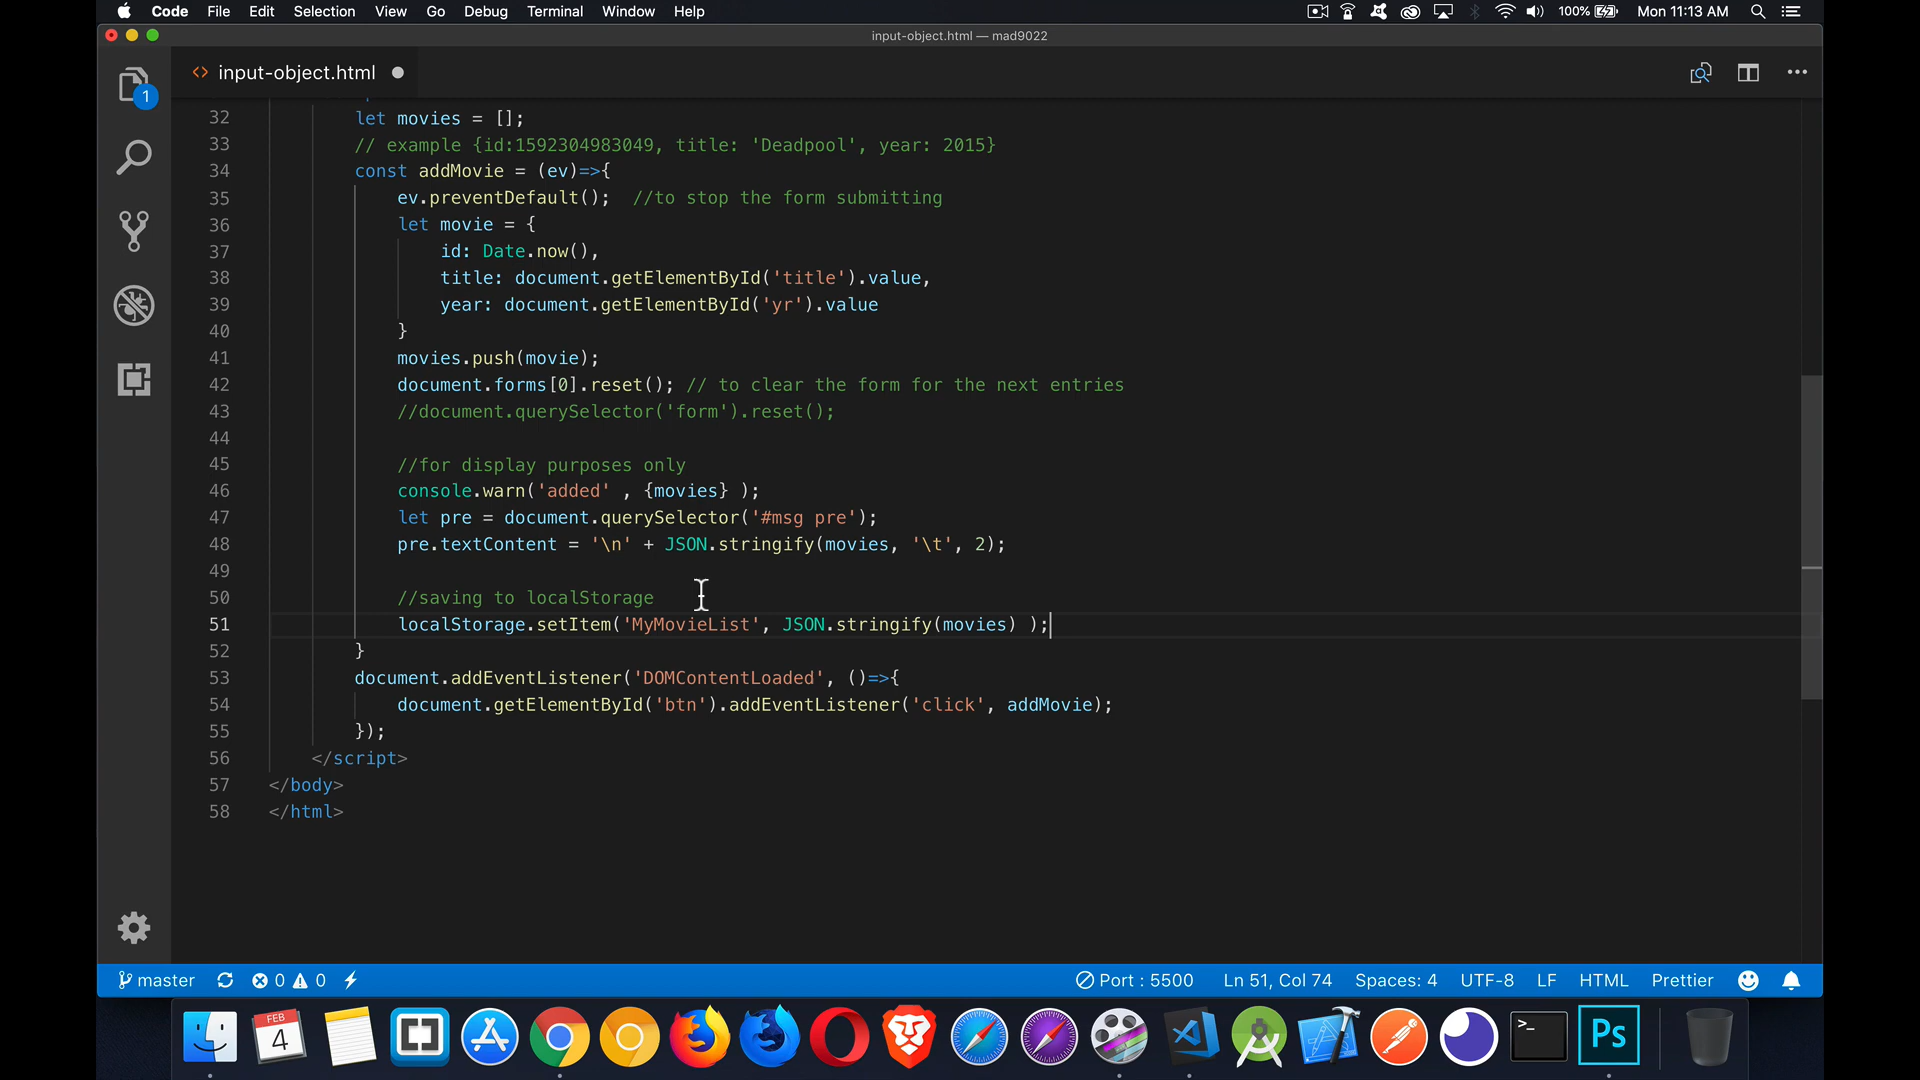 Code File Edit Selection View Go Debug Terminal Window Help 100% Mon 11:13 AM
input-object.html — mad9022
<> input-object.html
1
32 let movies = [];
33 // example {id:1592304983049, title: 'Deadpool', year: 2015}
34 const addMovie = (ev)=>{
35 ev.preventDefault();  //to stop the form submitting
36 let movie = {
37 id: Date.now(),
38 title: document.getElementById('title').value,
39 year: document.getElementById('yr').value
40 }
41 movies.push(movie);
42 document.forms[0].reset(); // to clear the form for the next entries
43 //document.querySelector('form').reset();
44
45 //for display purposes only
46 console.warn('added' , {movies} );
47 let pre = document.querySelector('#msg pre');
48 pre.textContent = '\n' + JSON.stringify(movies, '\t', 2);
49
50 //saving to localStorage
51 localStorage.setItem('MyMovieList', JSON.stringify(movies) );
52 }
53 document.addEventListener('DOMContentLoaded', ()=>{
54 document.getElementById('btn').addEventListener('click', addMovie);
55 });
56 </script>
57 </body>
58 </html>
master 0 0 Port : 5500 Ln 51, Col 74 Spaces: 4 UTF-8 LF HTML Prettier
FEB
4
>_
Ps